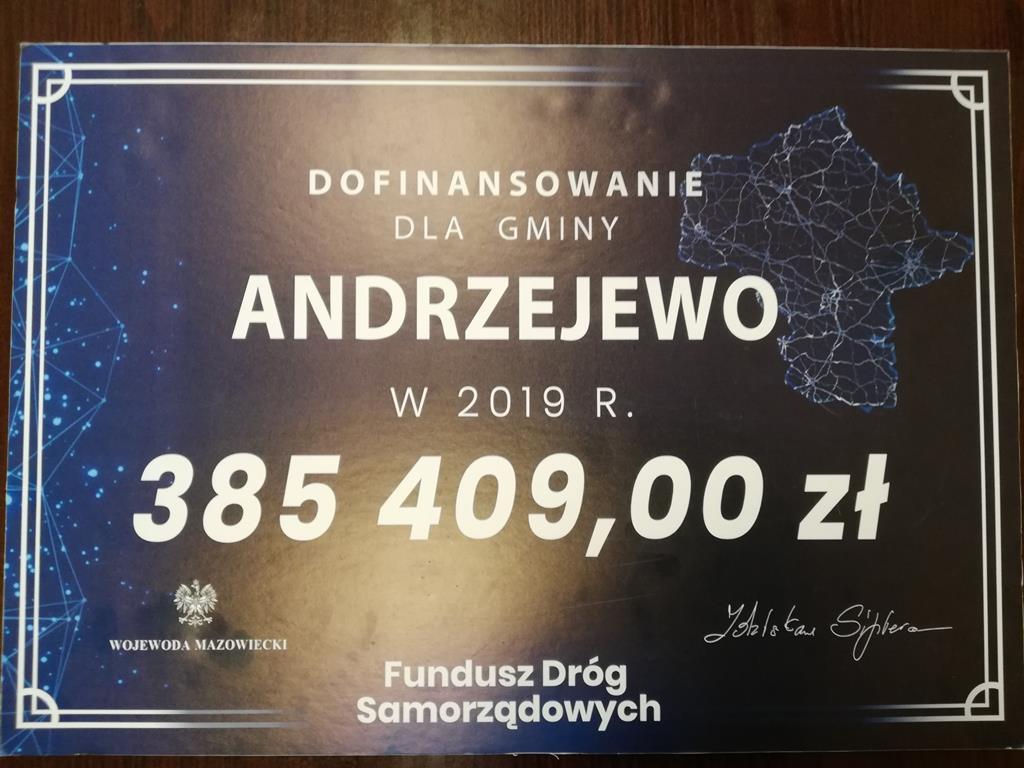 DOFINANSOWANIE
DLA GMINY
ANDRZEJEWO
W 2019 R.
385 409,00 zł
WOJEWODA MAZOWIECKI
Fundusz Dróg
Samorządowych